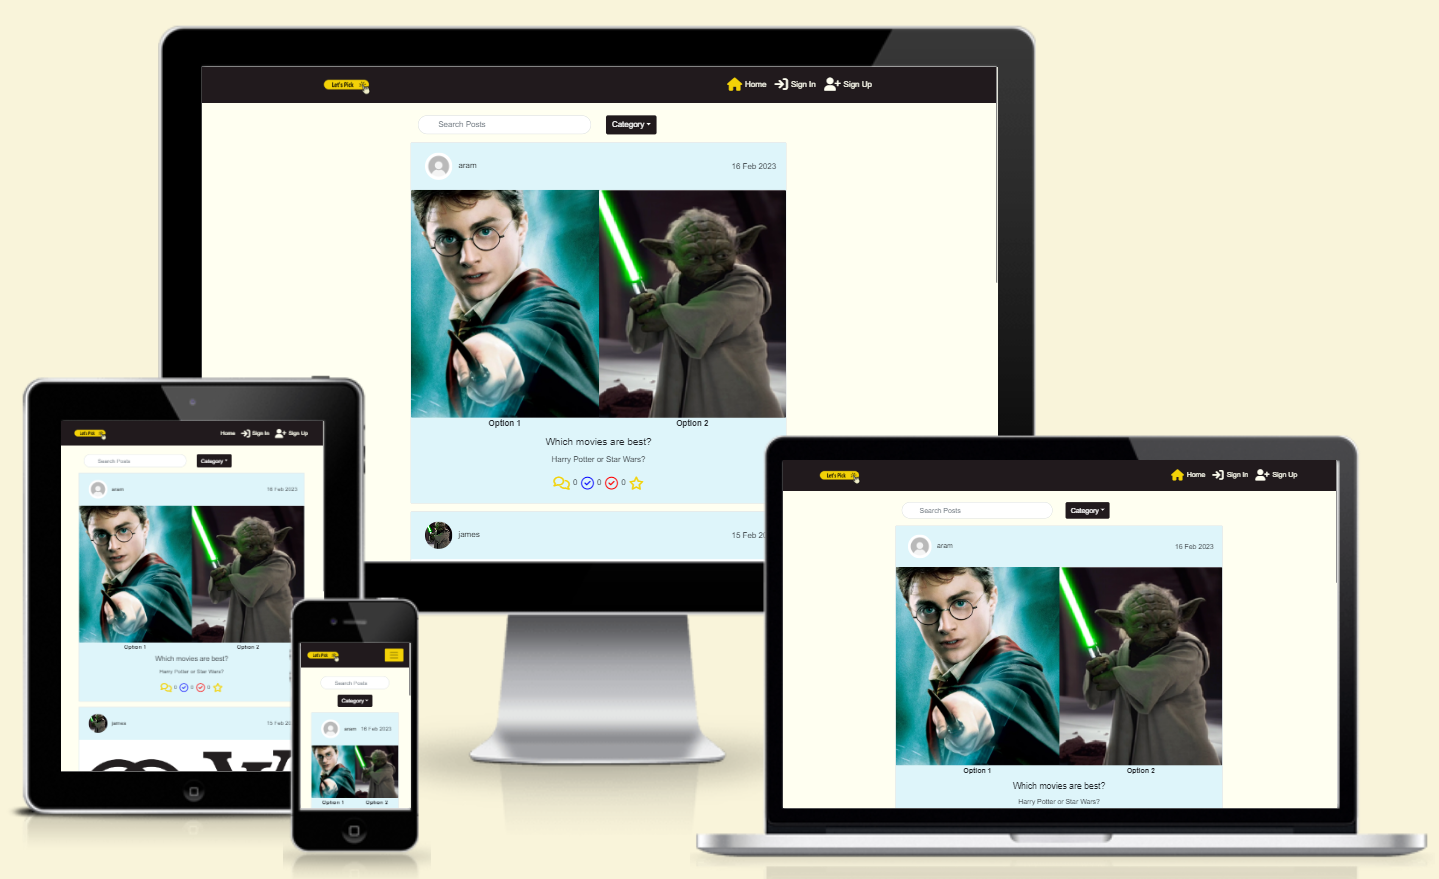 Let's Pick
Home Sign In Sign Up
Search Posts Category
aram 16 Feb 2023
Option 1 Option 2
Which movies are best?
Harry Potter or Star Wars?
0 0 0
james 15 Feb 2
Let's Pick Home Sign In Sign Up
Search Posts Category
aram 16 Feb 2023
Option 1 Option 2
Which movies are best?
Harry Potter or Star Wars?
0 0 0
james 15 Feb 2
Let's Pick
Search Posts
Category
aram 16 Feb 2023
Option 1 Option 2
Let's Pick Home Sign In Sign Up
Search Posts Category
aram 16 Feb 2023
Option 1 Option 2
Which movies are best?
Harry Potter or Star Wars?